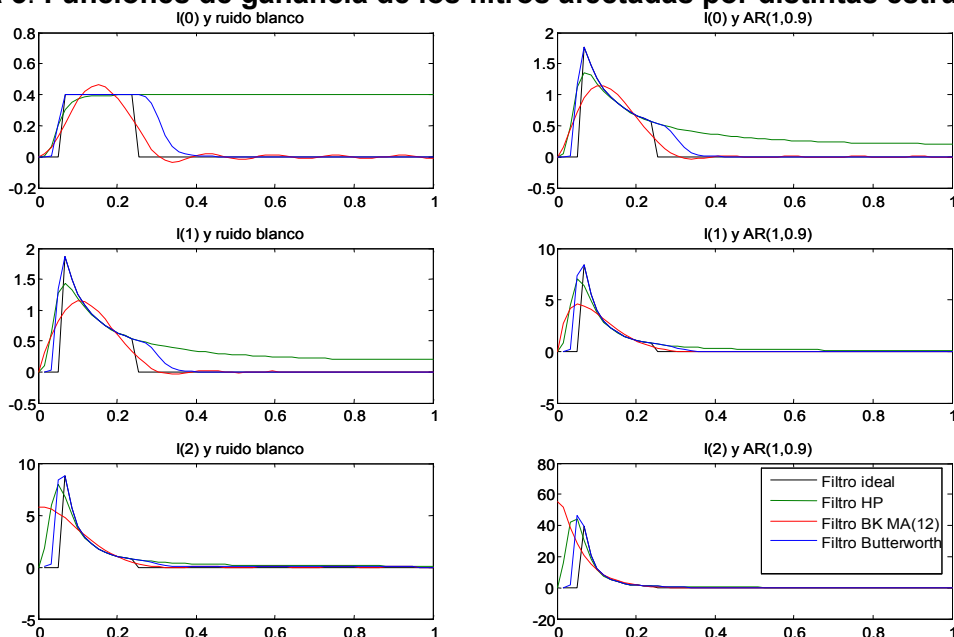 3. Funciones de ganancia de los filtros afectadas por distintas
I(0) y ruido blanco
0.8
0.6
0.4
0.2
0
-0.2
0 0.2 0.4 0.6 0.8 1
I(0) y AR(1,0.9)
2
1.5
1
0.5
0
-0.5
0 0.2 0.4 0.6 0.8 1
I(1) y ruido blanco
2
1.5
1
0.5
0
-0.5
0 0.2 0.4 0.6 0.8 1
I(1) y AR(1,0.9)
10
5
0
-5
0 0.2 0.4 0.6 0.8 1
I(2) y ruido blanco
10
5
0
-5
0 0.2 0.4 0.6 0.8 1
I(2) y AR(1,0.9)
80
60
40
20
0
-20
0 0.2 0.4 0.6 0.8 1
Filtro ideal
Filtro HP
Filtro BK MA(12)
Filtro Butterworth